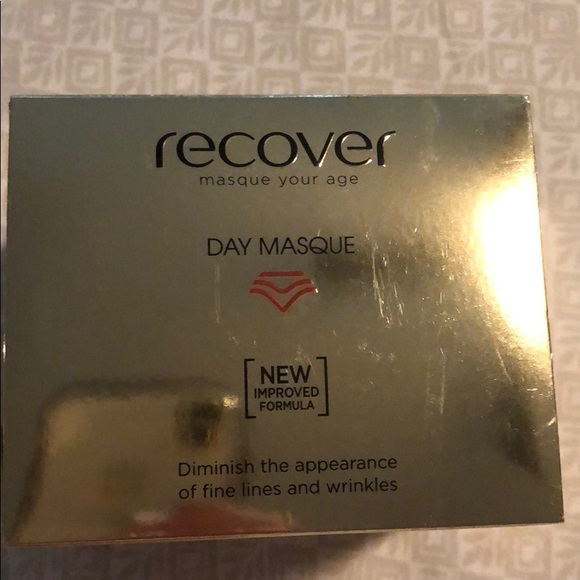 recover
masque your age
DAY MASQUE
NEW
IMPROVED
FORMULA
Diminish the appearance
of fine lines and wrinkles